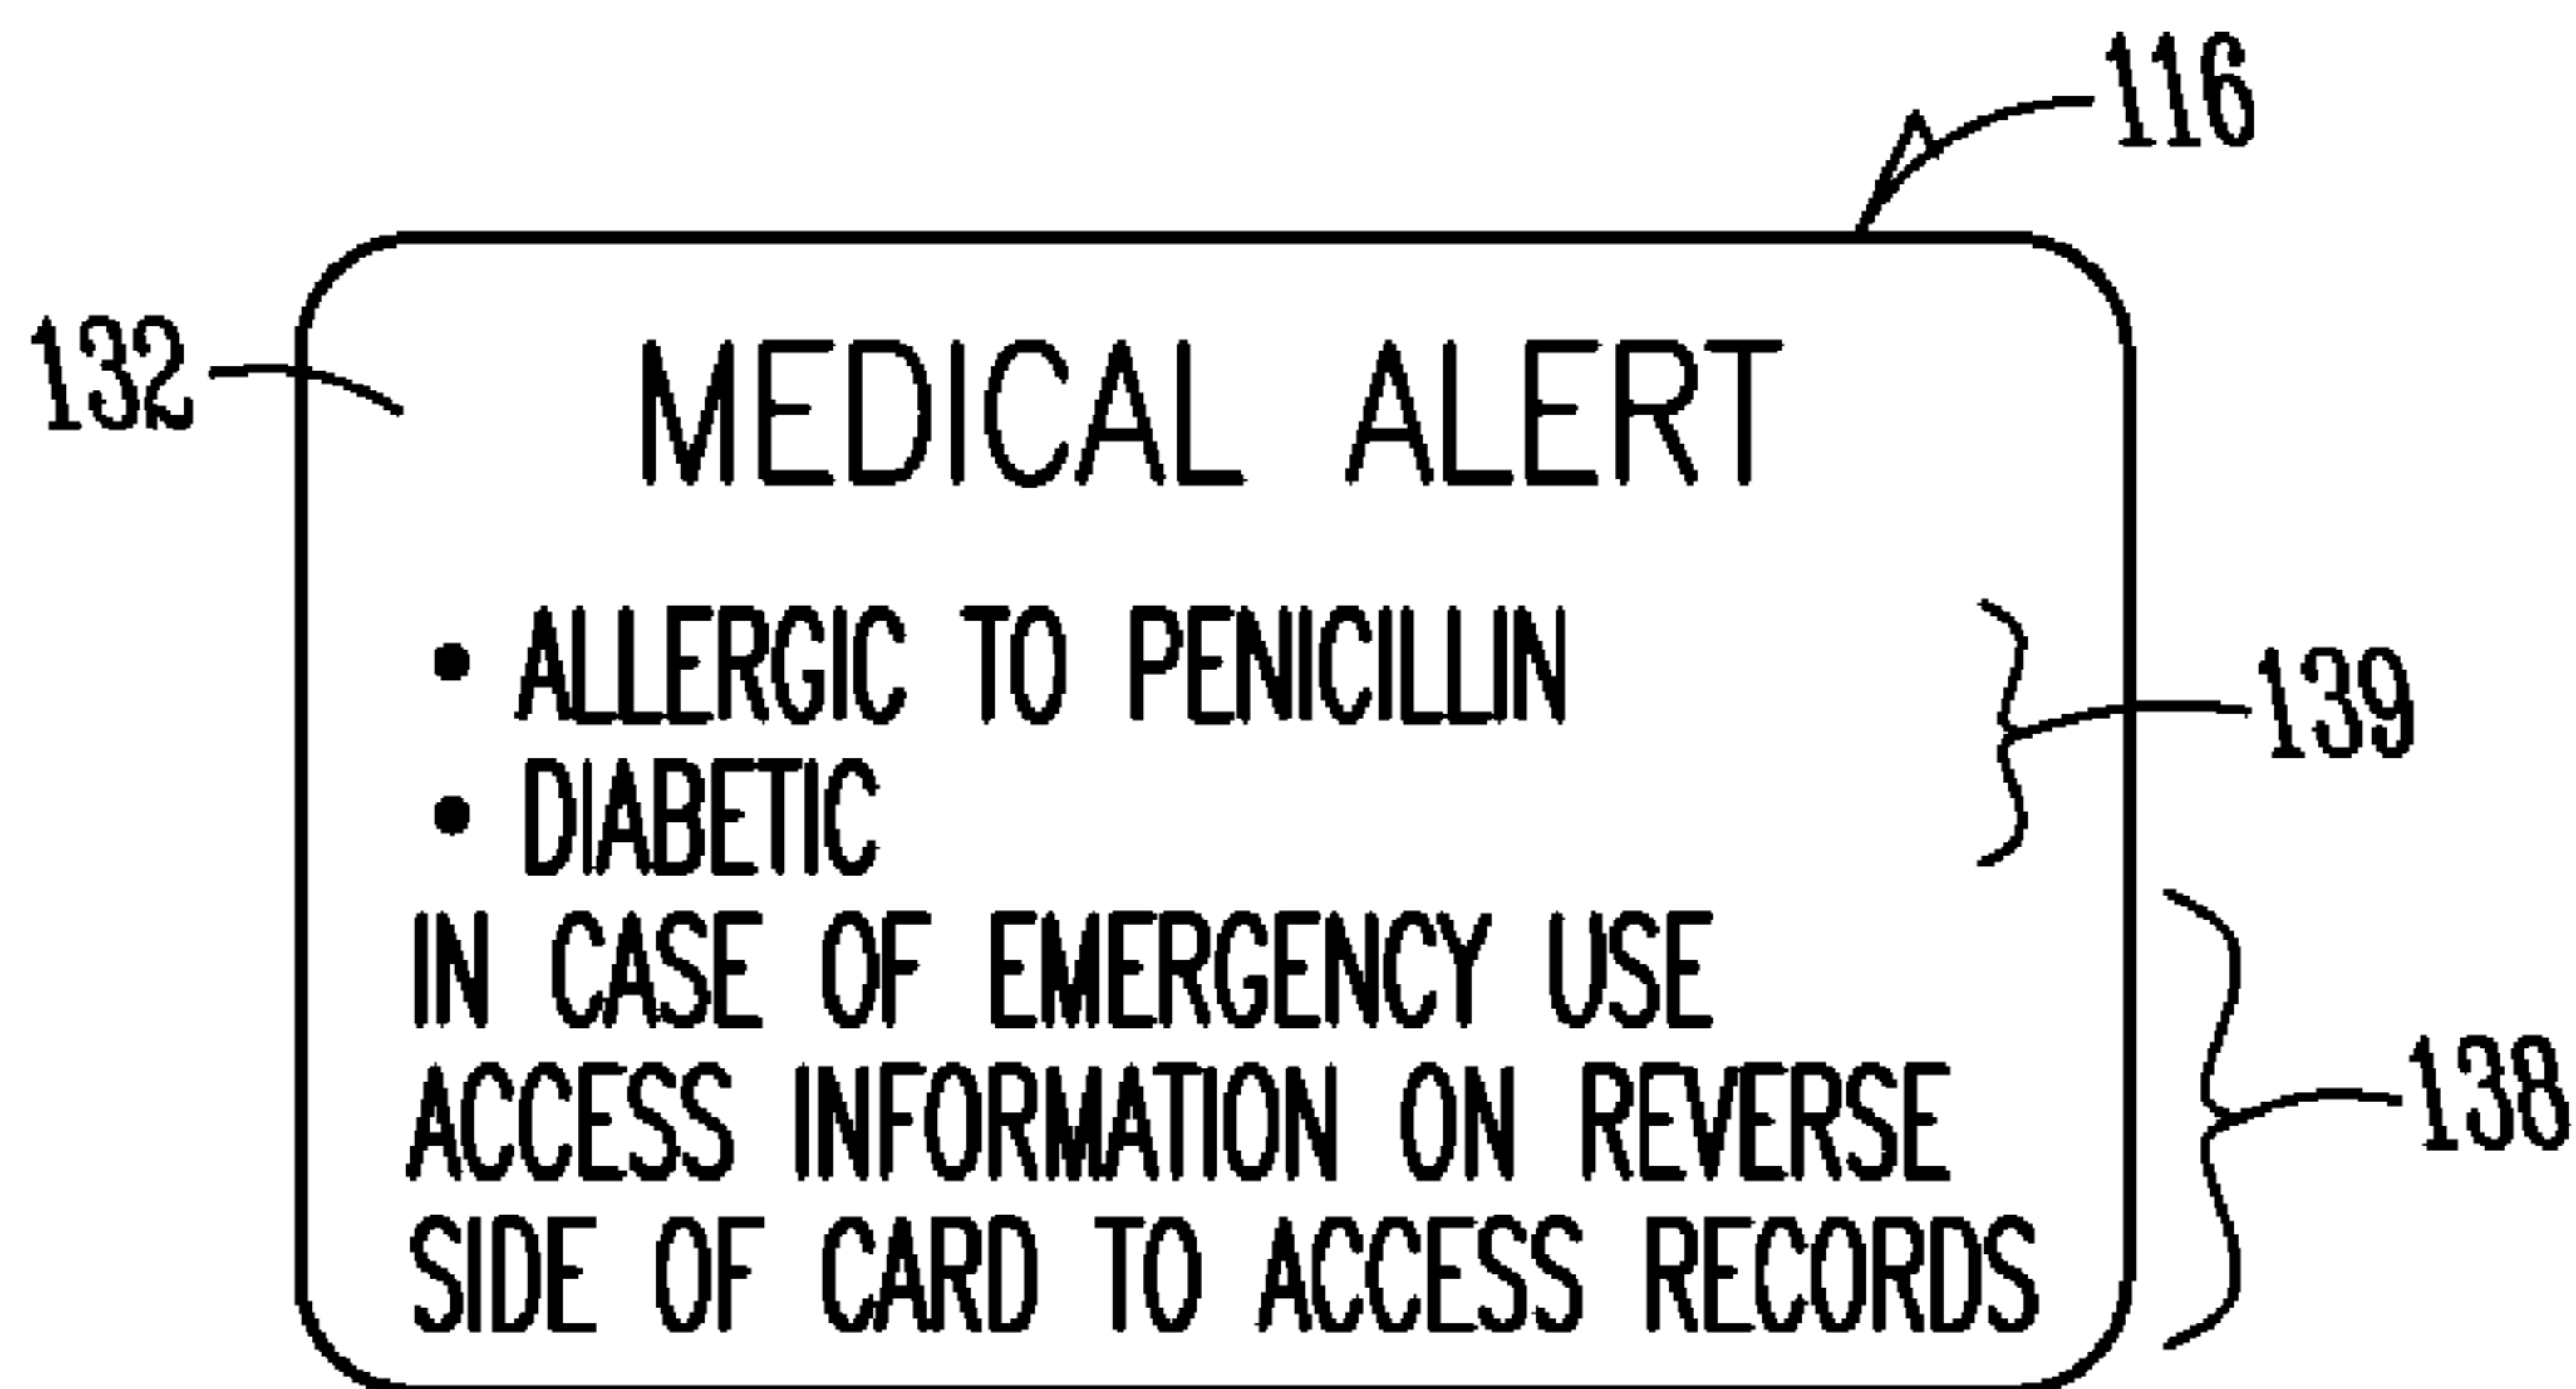 116
132
MEDICAL ALERT
• ALLERGIC TO PENICILLIN
139
• DIABETIC
IN CASE OF EMERGENCY USE
ACCESS INFORMATION ON REVERSE
138
SIDE OF CARD TO ACCESS RECORDS